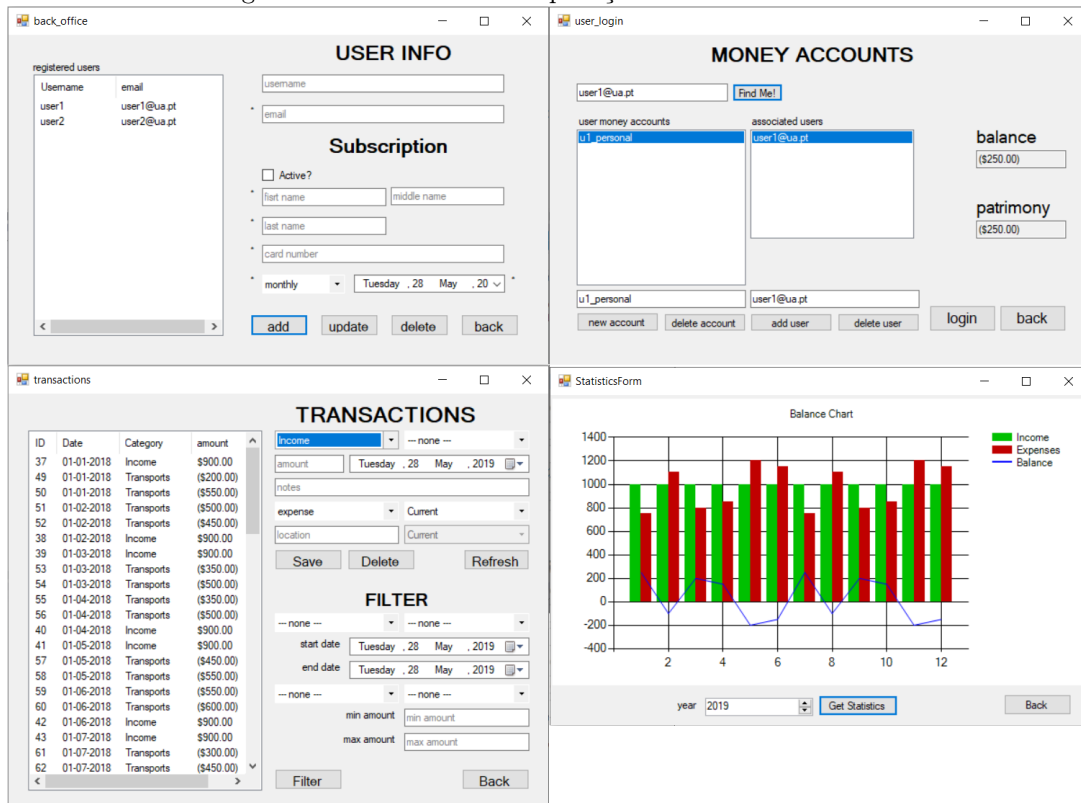 back_office
USER INFO
registered users
Username email
user1 user1@ua.pt
user2 user2@ua.pt
username
* email
Subscription
Active?
* fisrt name middle name
* last name
* card number
* monthly Tuesday , 28 May , 20 *
add update delete back
user_login
MONEY ACCOUNTS
user1@ua.pt Find Me!
user money accounts associated users
u1_personal user1@ua.pt
balance
($250.00)
patrimony
($250.00)
u1_personal user1@ua.pt
new account delete account add user delete user login back
transactions
TRANSACTIONS
ID Date Category amount
37 01-01-2018 Income $900.00
49 01-01-2018 Transports ($200.00)
50 01-01-2018 Transports ($550.00)
51 01-02-2018 Transports ($500.00)
52 01-02-2018 Transports ($450.00)
38 01-02-2018 Income $900.00
39 01-03-2018 Income $900.00
53 01-03-2018 Transports ($350.00)
54 01-03-2018 Transports ($500.00)
55 01-04-2018 Transports ($350.00)
56 01-04-2018 Transports ($500.00)
40 01-04-2018 Income $900.00
41 01-05-2018 Income $900.00
57 01-05-2018 Transports ($450.00)
58 01-05-2018 Transports ($550.00)
59 01-06-2018 Transports ($550.00)
60 01-06-2018 Transports ($600.00)
42 01-06-2018 Income $900.00
43 01-07-2018 Income $900.00
61 01-07-2018 Transports ($300.00)
62 01-07-2018 Transports ($450.00)
Income --- none ---
amount Tuesday , 28 May , 2019
notes
expense Current
location Current
Save Delete Refresh
FILTER
--- none --- --- none ---
start date Tuesday , 28 May , 2019
end date Tuesday , 28 May , 2019
--- none --- --- none ---
min amount min amount
max amount max amount
Filter Back
StatisticsForm
Balance Chart
Income
Expenses
Balance
1400
1200
1000
800
600
400
200
0
-200
-400
2 4 6 8 10 12
year 2019 Get Statistics Back